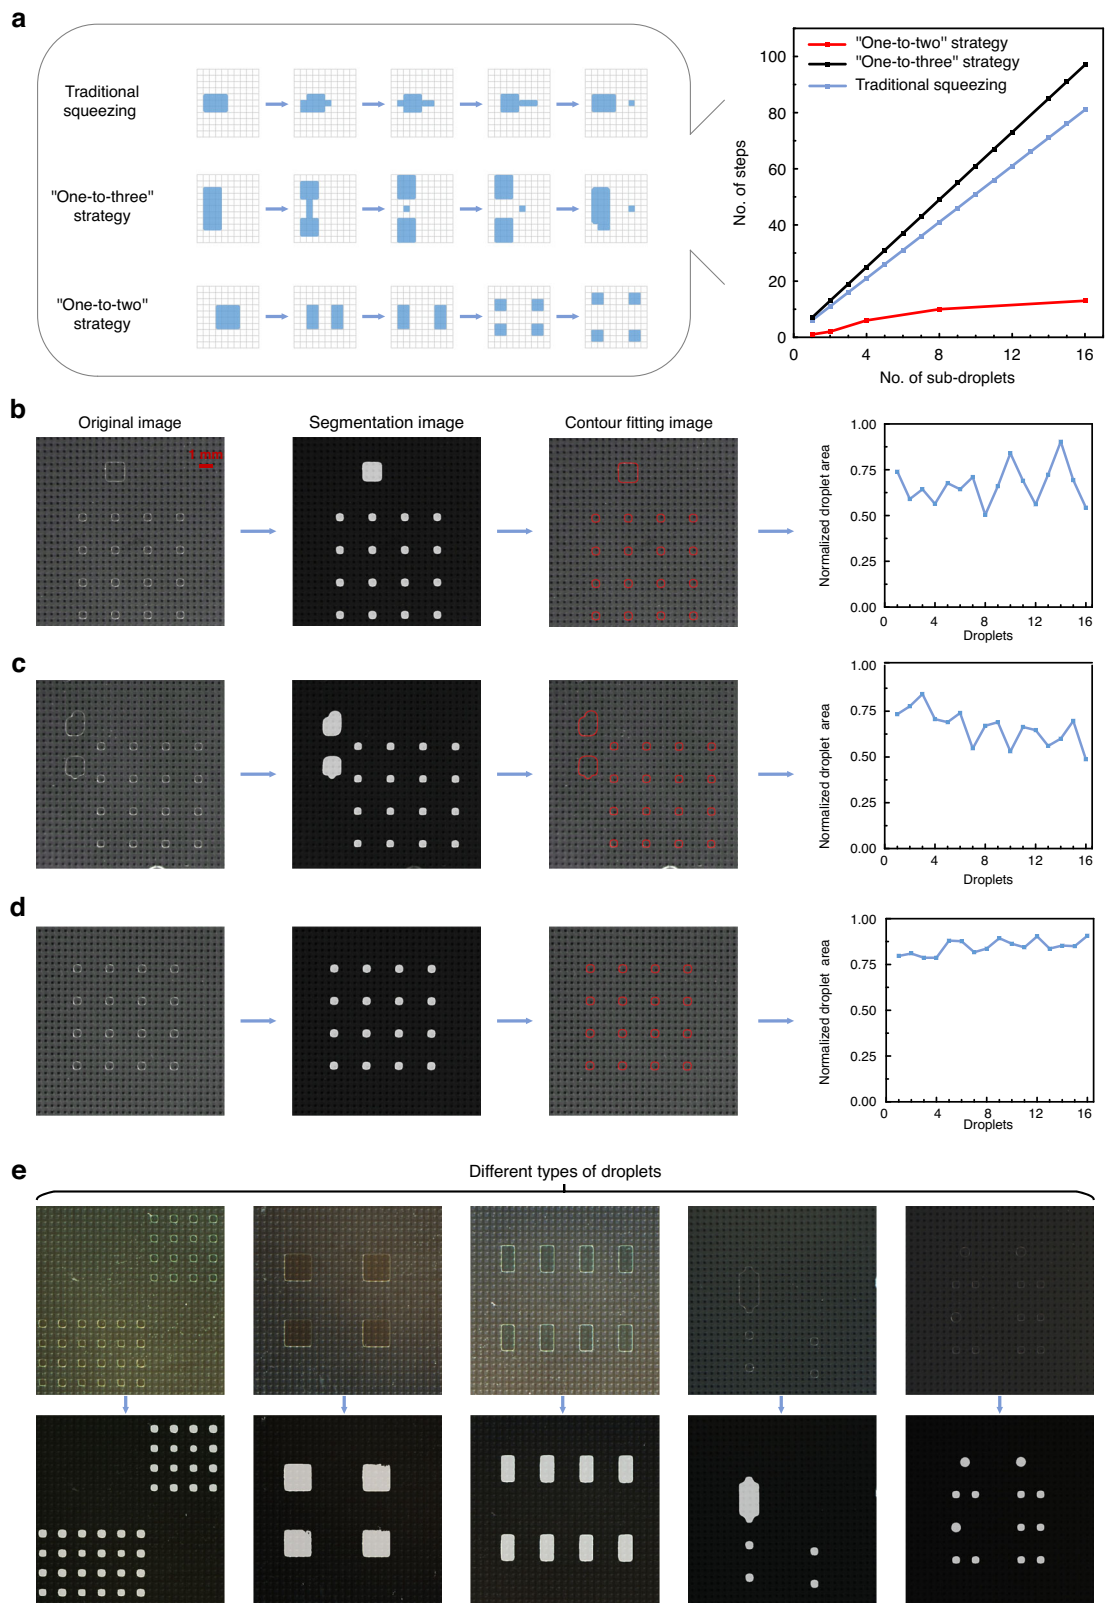 a
Traditional
squeezing
"One-to-three"
strategy
"One-to-two"
strategy
"One-to-two" strategy
"One-to-three" strategy
Traditional squeezing
No. of steps
100
80
60
40
20
0
0
4
8
12
16
No. of sub-droplets
b
Original image
Segmentation image
Contour fitting image
1 mm
Normalized droplet area
1.00
0.75
0.50
0.25
0.00
0
4
8
12
16
Droplets
c
Normalized droplet area
1.00
0.75
0.50
0.25
0.00
0
4
8
12
16
Droplets
d
Normalized droplet area
1.00
0.75
0.50
0.25
0.00
0
4
8
12
16
Droplets
e
Different types of droplets